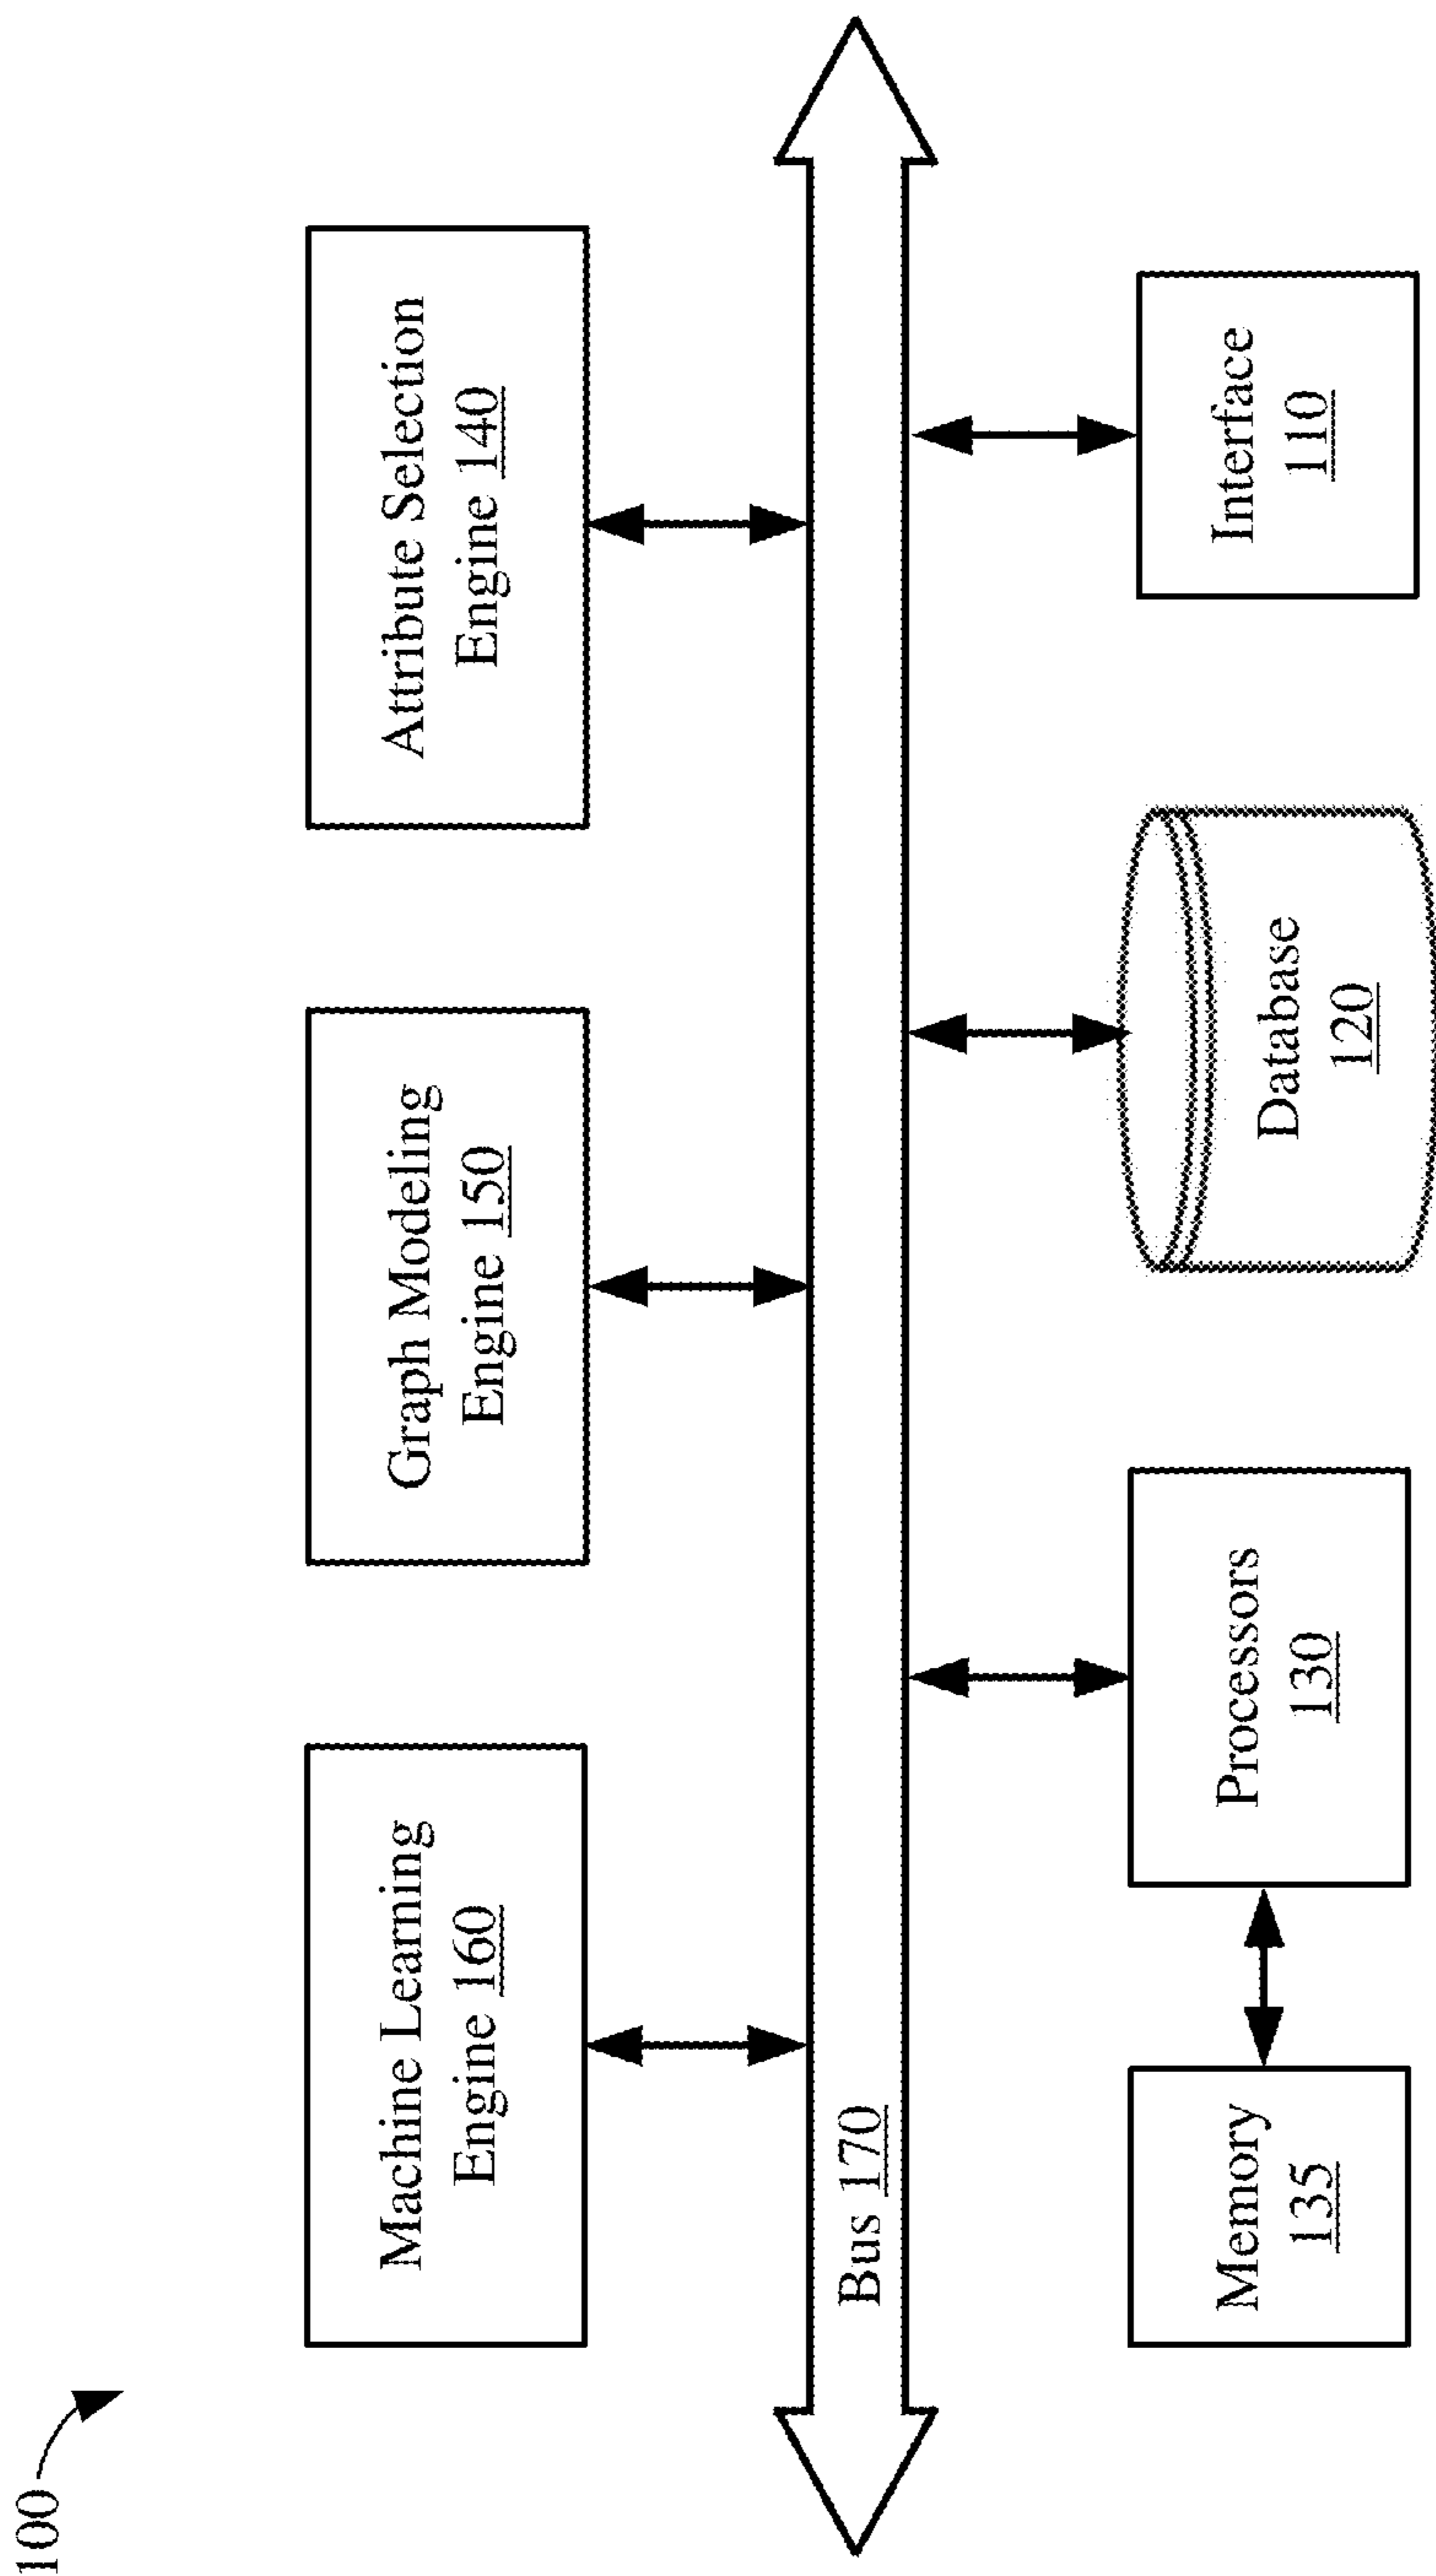 100
Machine Learning
Engine 160
Graph Modeling
Engine 150
Attribute Selection
Engine 140
Bus 170
Memory
135
Processors
130
Database
120
Interface
110